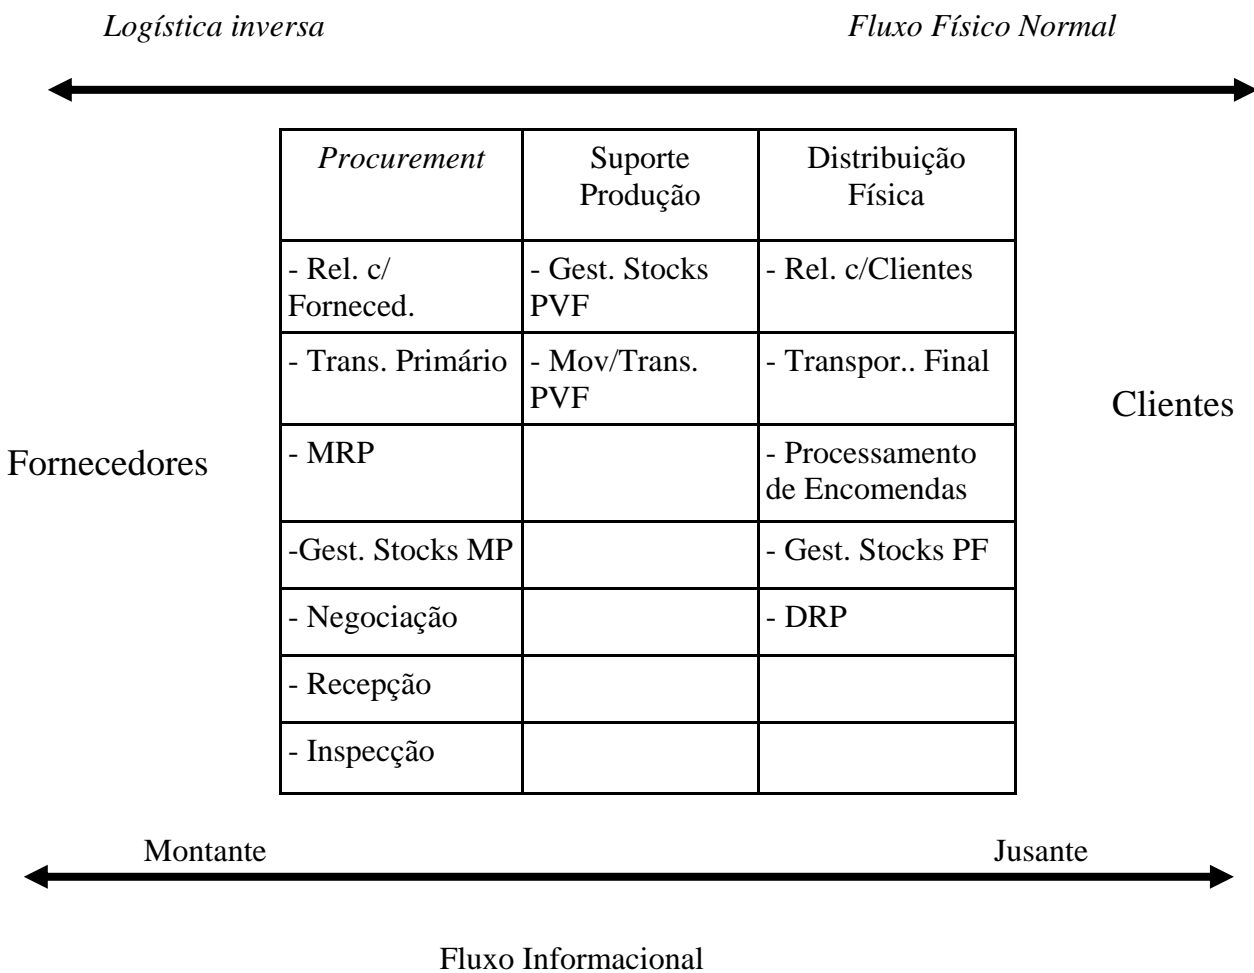 Logística inversa
Fluxo Físico Normal
Procurement
Suporte
Produção
Distribuição
Física
- Rel. c/
Forneced.
- Gest. Stocks
PVF
- Rel. c/Clientes
- Trans. Primário
- Mov/Trans.
PVF
- Transpor.. Final
Clientes
Fornecedores
- MRP
- Processamento
de Encomendas
-Gest. Stocks MP
- Gest. Stocks PF
- Negociação
- DRP
- Recepção
- Inspecção
Montante
Jusante
Fluxo Informacional